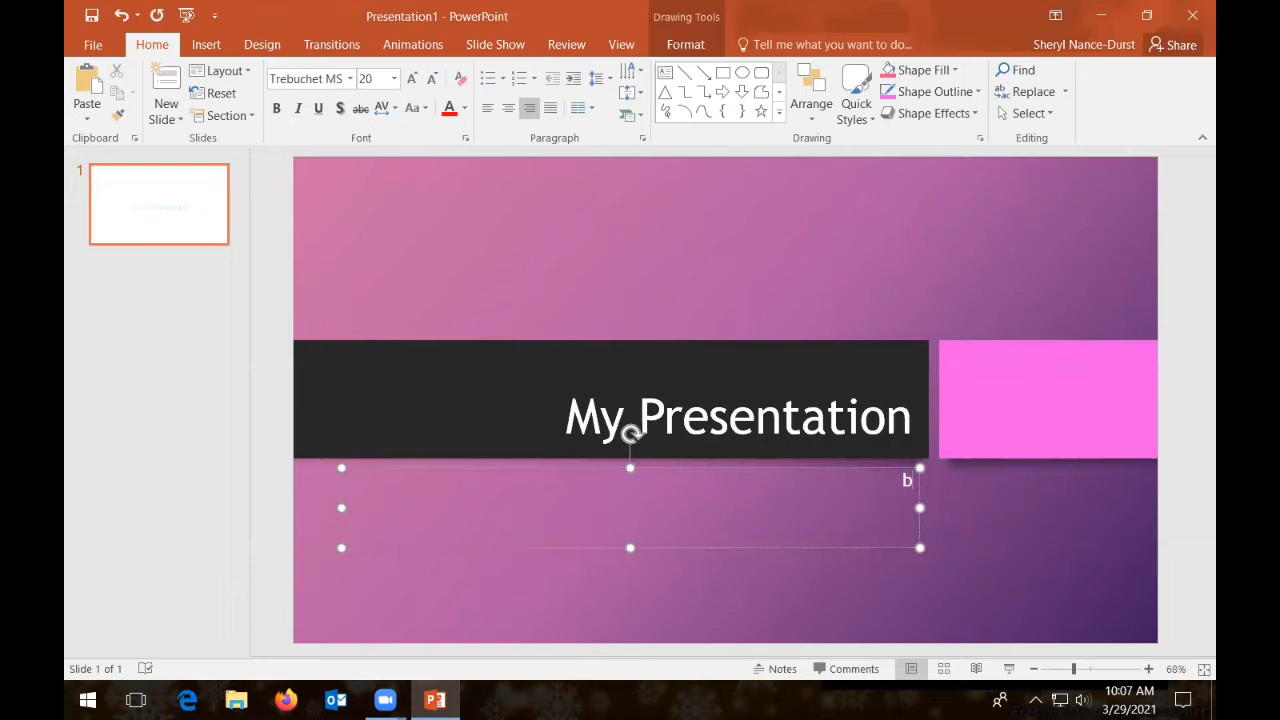 Presentation1 - PowerPoint
Drawing Tools
File Home Insert Design Transitions Animations Slide Show Review View Format Tell me what you want to do... Sheryl Nance-Durst Share
Paste
New Slide
Layout
Reset
Section
Trebuchet MS 20
B I U S abc AV Aa A
Arrange
Quick Styles
Shape Fill
Shape Outline
Shape Effects
Find
Replace
Select
Clipboard Slides Font Paragraph Drawing Editing
1
My Presentation
b
Slide 1 of 1 Notes Comments 68%
10:07 AM
3/29/2021